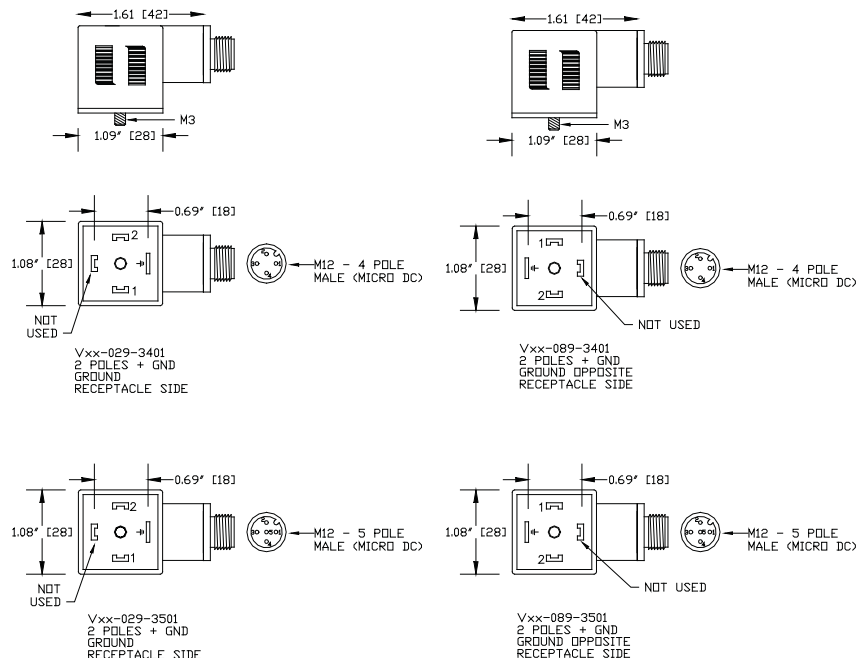 1.61 [42]
M3
1.09" [28]
1.61 [42]
M3
1.09" [28]
0.69" [18]
1.08" [28]
2
1
NOT
USED
M12 - 4 POLE
MALE (MICRO DC)
Vxx-029-3401
2 POLES + GND
GROUND
RECEPTACLE SIDE
0.69" [18]
1.08" [28]
1
2
NOT USED
M12 - 4 POLE
MALE (MICRO DC)
Vxx-089-3401
2 POLES + GND
GROUND OPPOSITE
RECEPTACLE SIDE
0.69" [18]
1.08" [28]
2
1
NOT
USED
M12 - 5 POLE
MALE (MICRO DC)
Vxx-029-3501
2 POLES + GND
GROUND
RECEPTACLE SIDE
0.69" [18]
1.08" [28]
1
2
NOT USED
M12 - 5 POLE
MALE (MICRO DC)
Vxx-089-3501
2 POLES + GND
GROUND OPPOSITE
RECEPTACLE SIDE